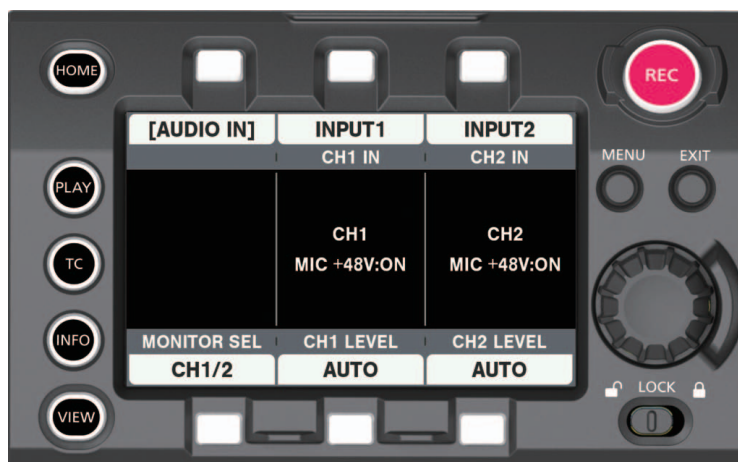 HOME
REC
[AUDIO IN] INPUT1 INPUT2
CH1 IN CH2 IN
MENU EXIT
PLAY
CH1 CH2
TC
MIC +48V:ON MIC +48V:ON
INFO
MONITOR SEL CH1 LEVEL CH2 LEVEL
CH1/2 AUTO AUTO
LOCK
VIEW